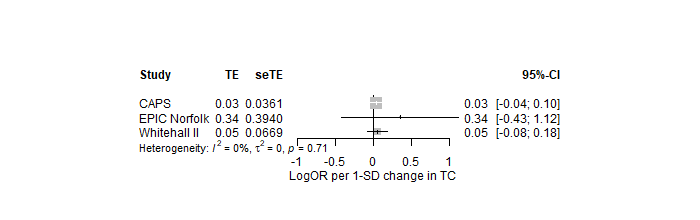 Study TE seTE 95%-CI
CAPS 0.03 0.0361 0.03 [-0.04; 0.10]
EPIC Norfolk 0.34 0.3940 0.34 [-0.43; 1.12]
Whitehall II 0.05 0.0669 0.05 [-0.08; 0.18]
Heterogeneity: I² = 0%, τ² = 0, p = 0.71
-1 -0.5 0 0.5 1
LogOR per 1-SD change in TC